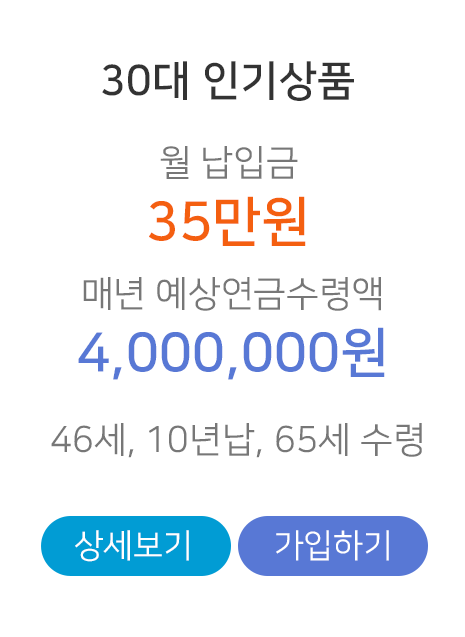 30대 인기상품
월 납입금
35만원
매년 예상연금수령액
4,000,000원
46세, 10년납, 65세 수령
상세보기 가입하기